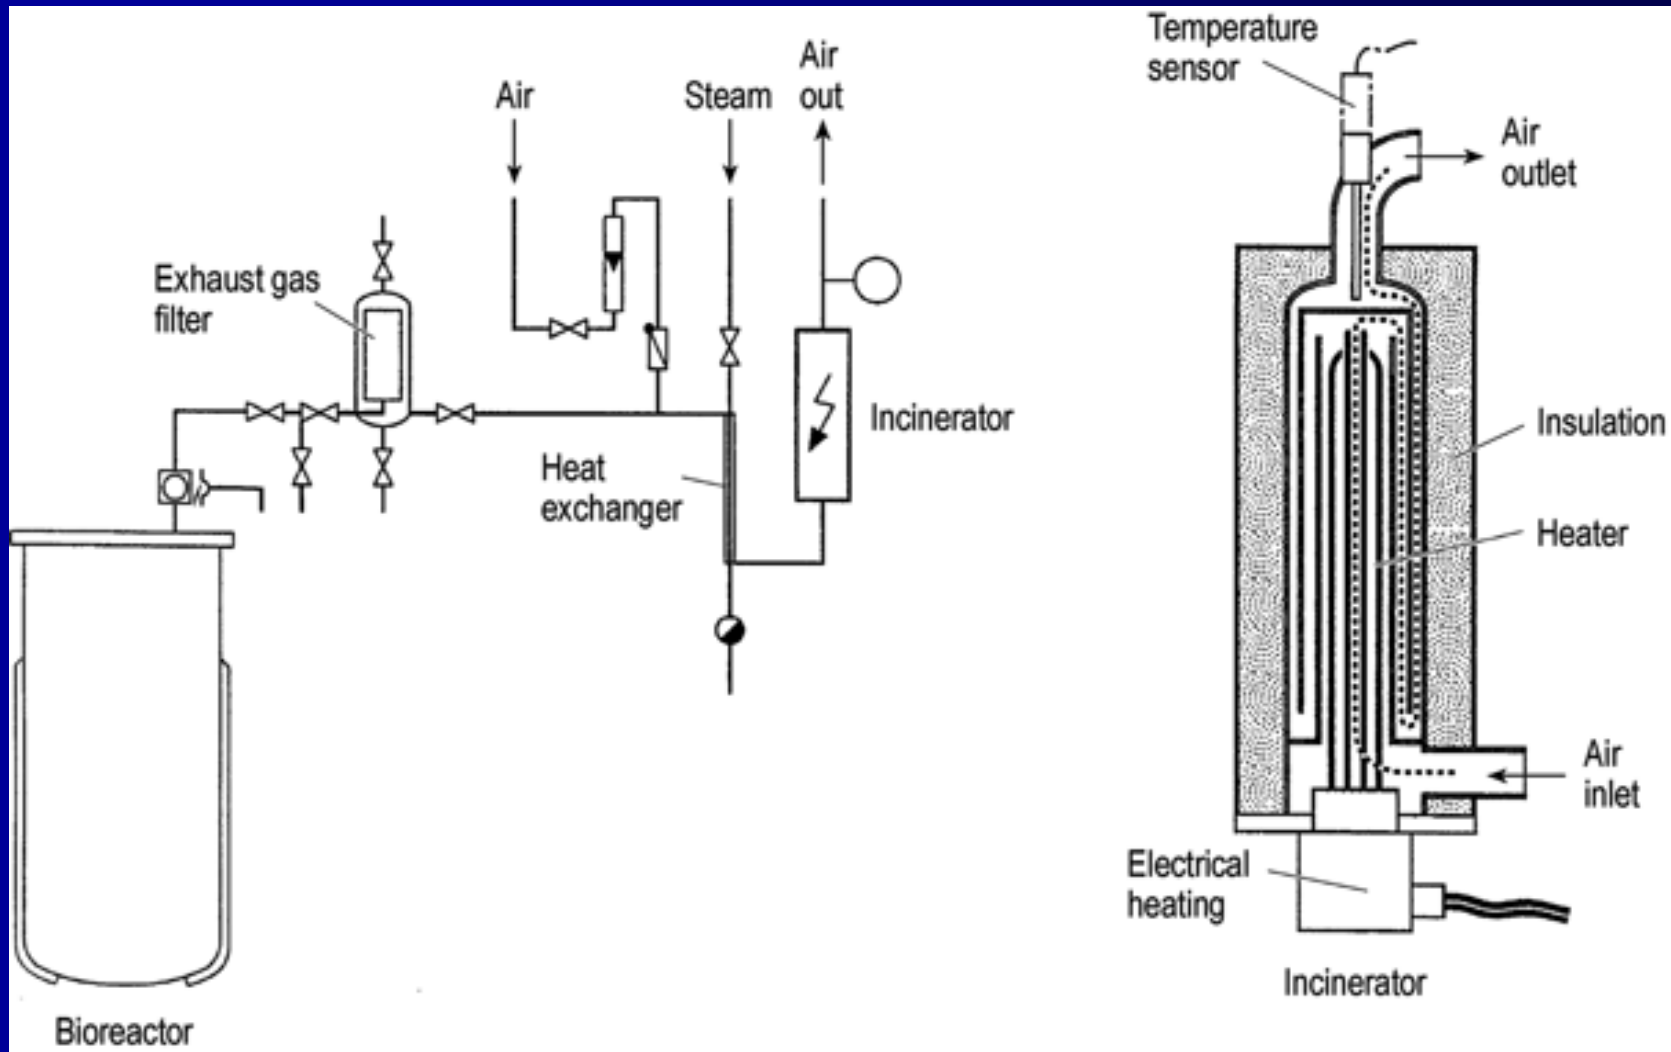 Air
Steam
Air
out
Exhaust gas
filter
Heat
exchanger
Incinerator
Bioreactor
Temperature
sensor
Air
outlet
Insulation
Heater
Air
inlet
Electrical
heating
Incinerator